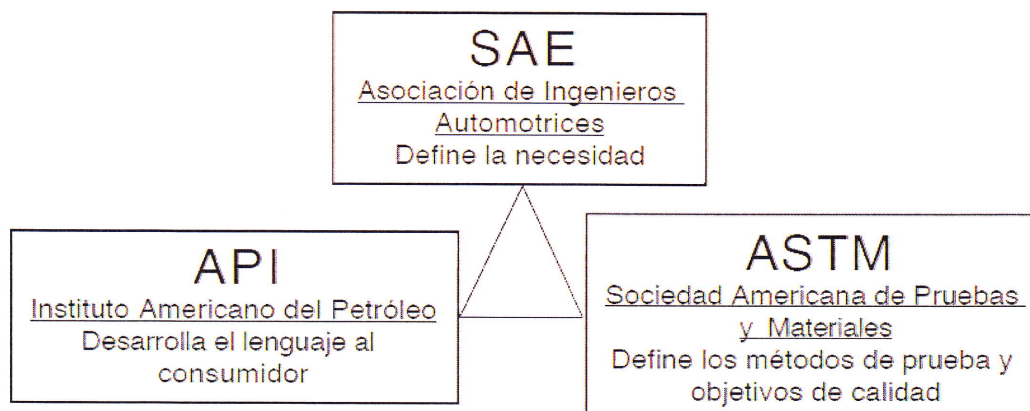 SAE
Asociación de Ingenieros
Automotrices
Define la necesidad
API
Instituto Americano del Petróleo
Desarrolla el lenguaje al
consumidor
ASTM
Sociedad Americana de Pruebas
y Materiales
Define los métodos de prueba y
objetivos de calidad